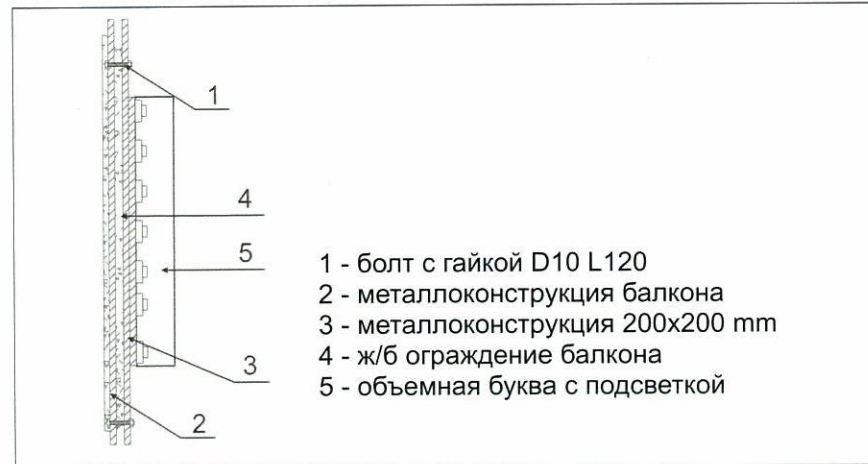 1
4
5
1 - болт с гайкой D10 L120
2 - металлоконструкция балкона
3 - металлоконструкция 200x200 mm
3
4 - ж/б ограждение балкона
5 - объемная буква с подсветкой
2